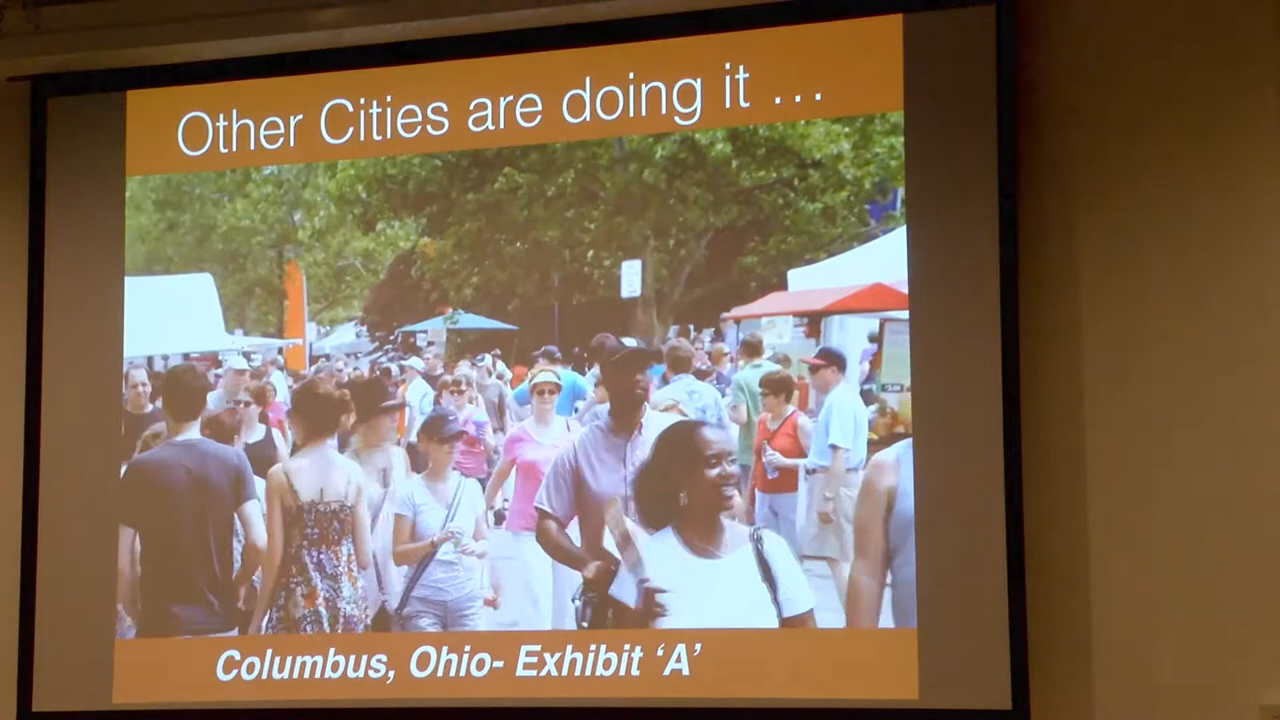 Other Cities are doing it ...
Columbus, Ohio- Exhibit ‘A’